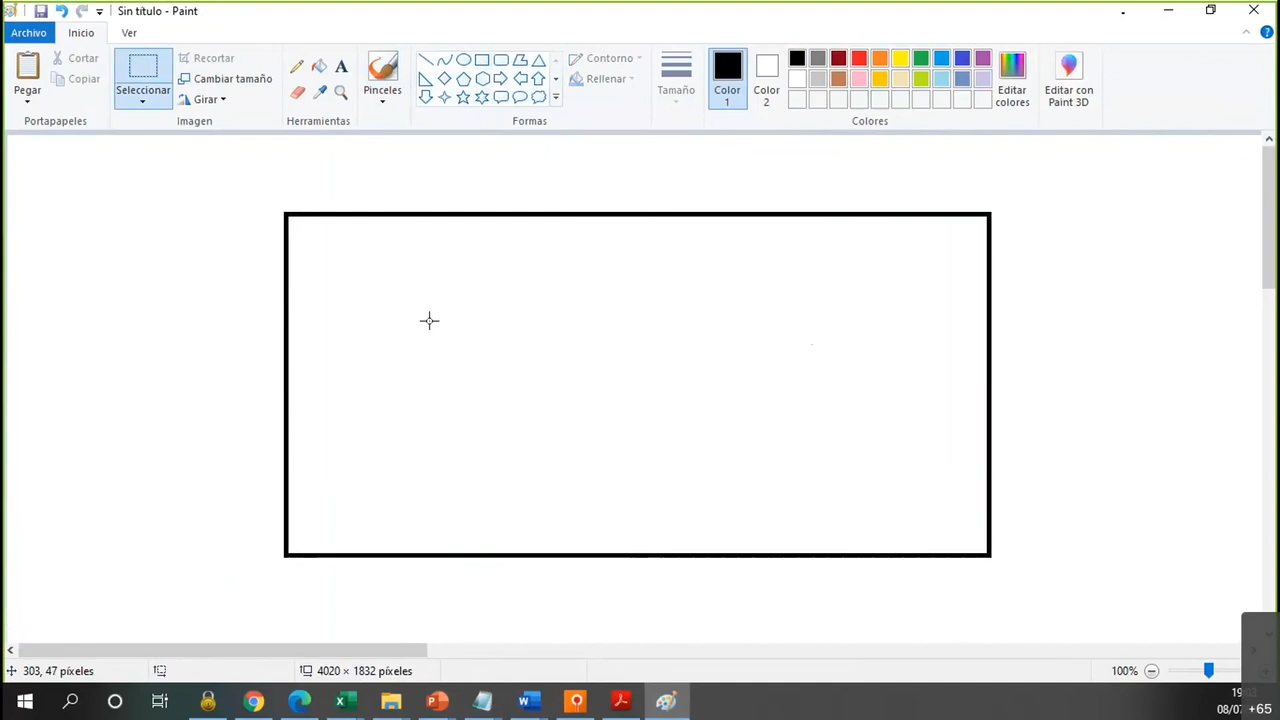 Sin título - Paint
Archivo Inicio Ver
Pegar
Cortar
Copiar
Portapapeles
Seleccionar
Recortar
Cambiar tamaño
Girar
Imagen
A
Herramientas
Pinceles
Formas
Contorno
Rellenar
Tamaño
Color 1
Color 2
Colores
Editar colores
Editar con Paint 3D
303, 47 píxeles
4020 × 1832 píxeles
100%
08/07
+65